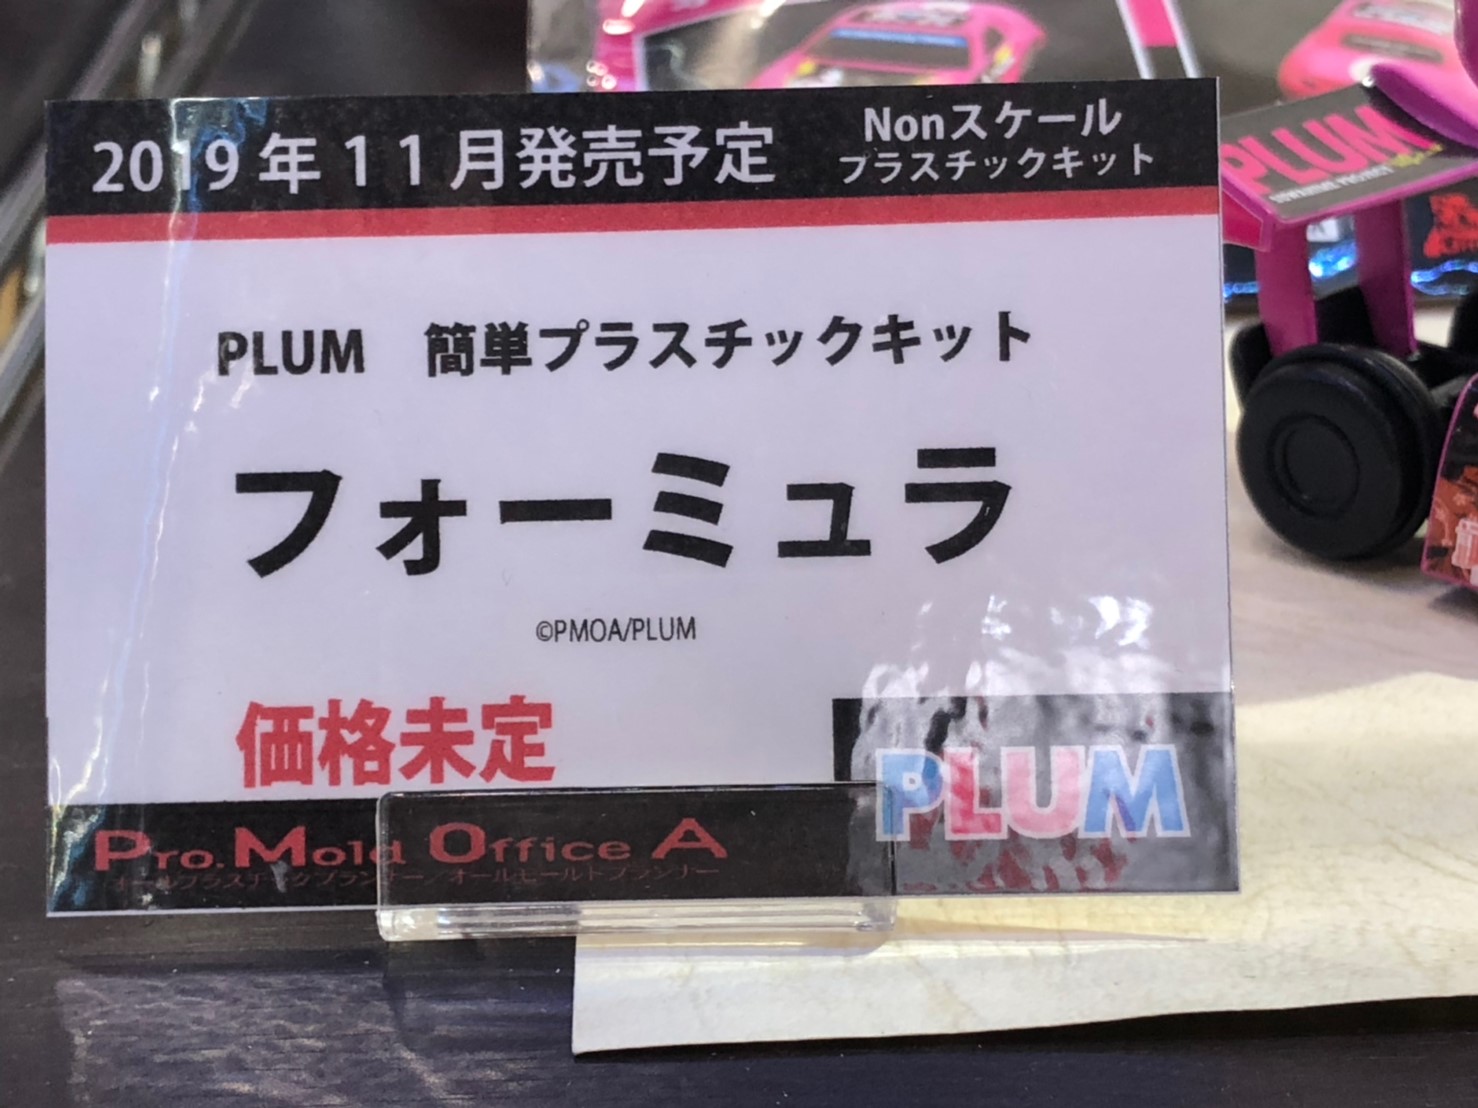 2019年11月発売予定
Nonスケール
プラスチックキット
PLUM 簡単プラスチックキット
フォーミュラ
©PMOA/PLUM
価格未定
PLUM
Pro. Mold Office A
PLUM